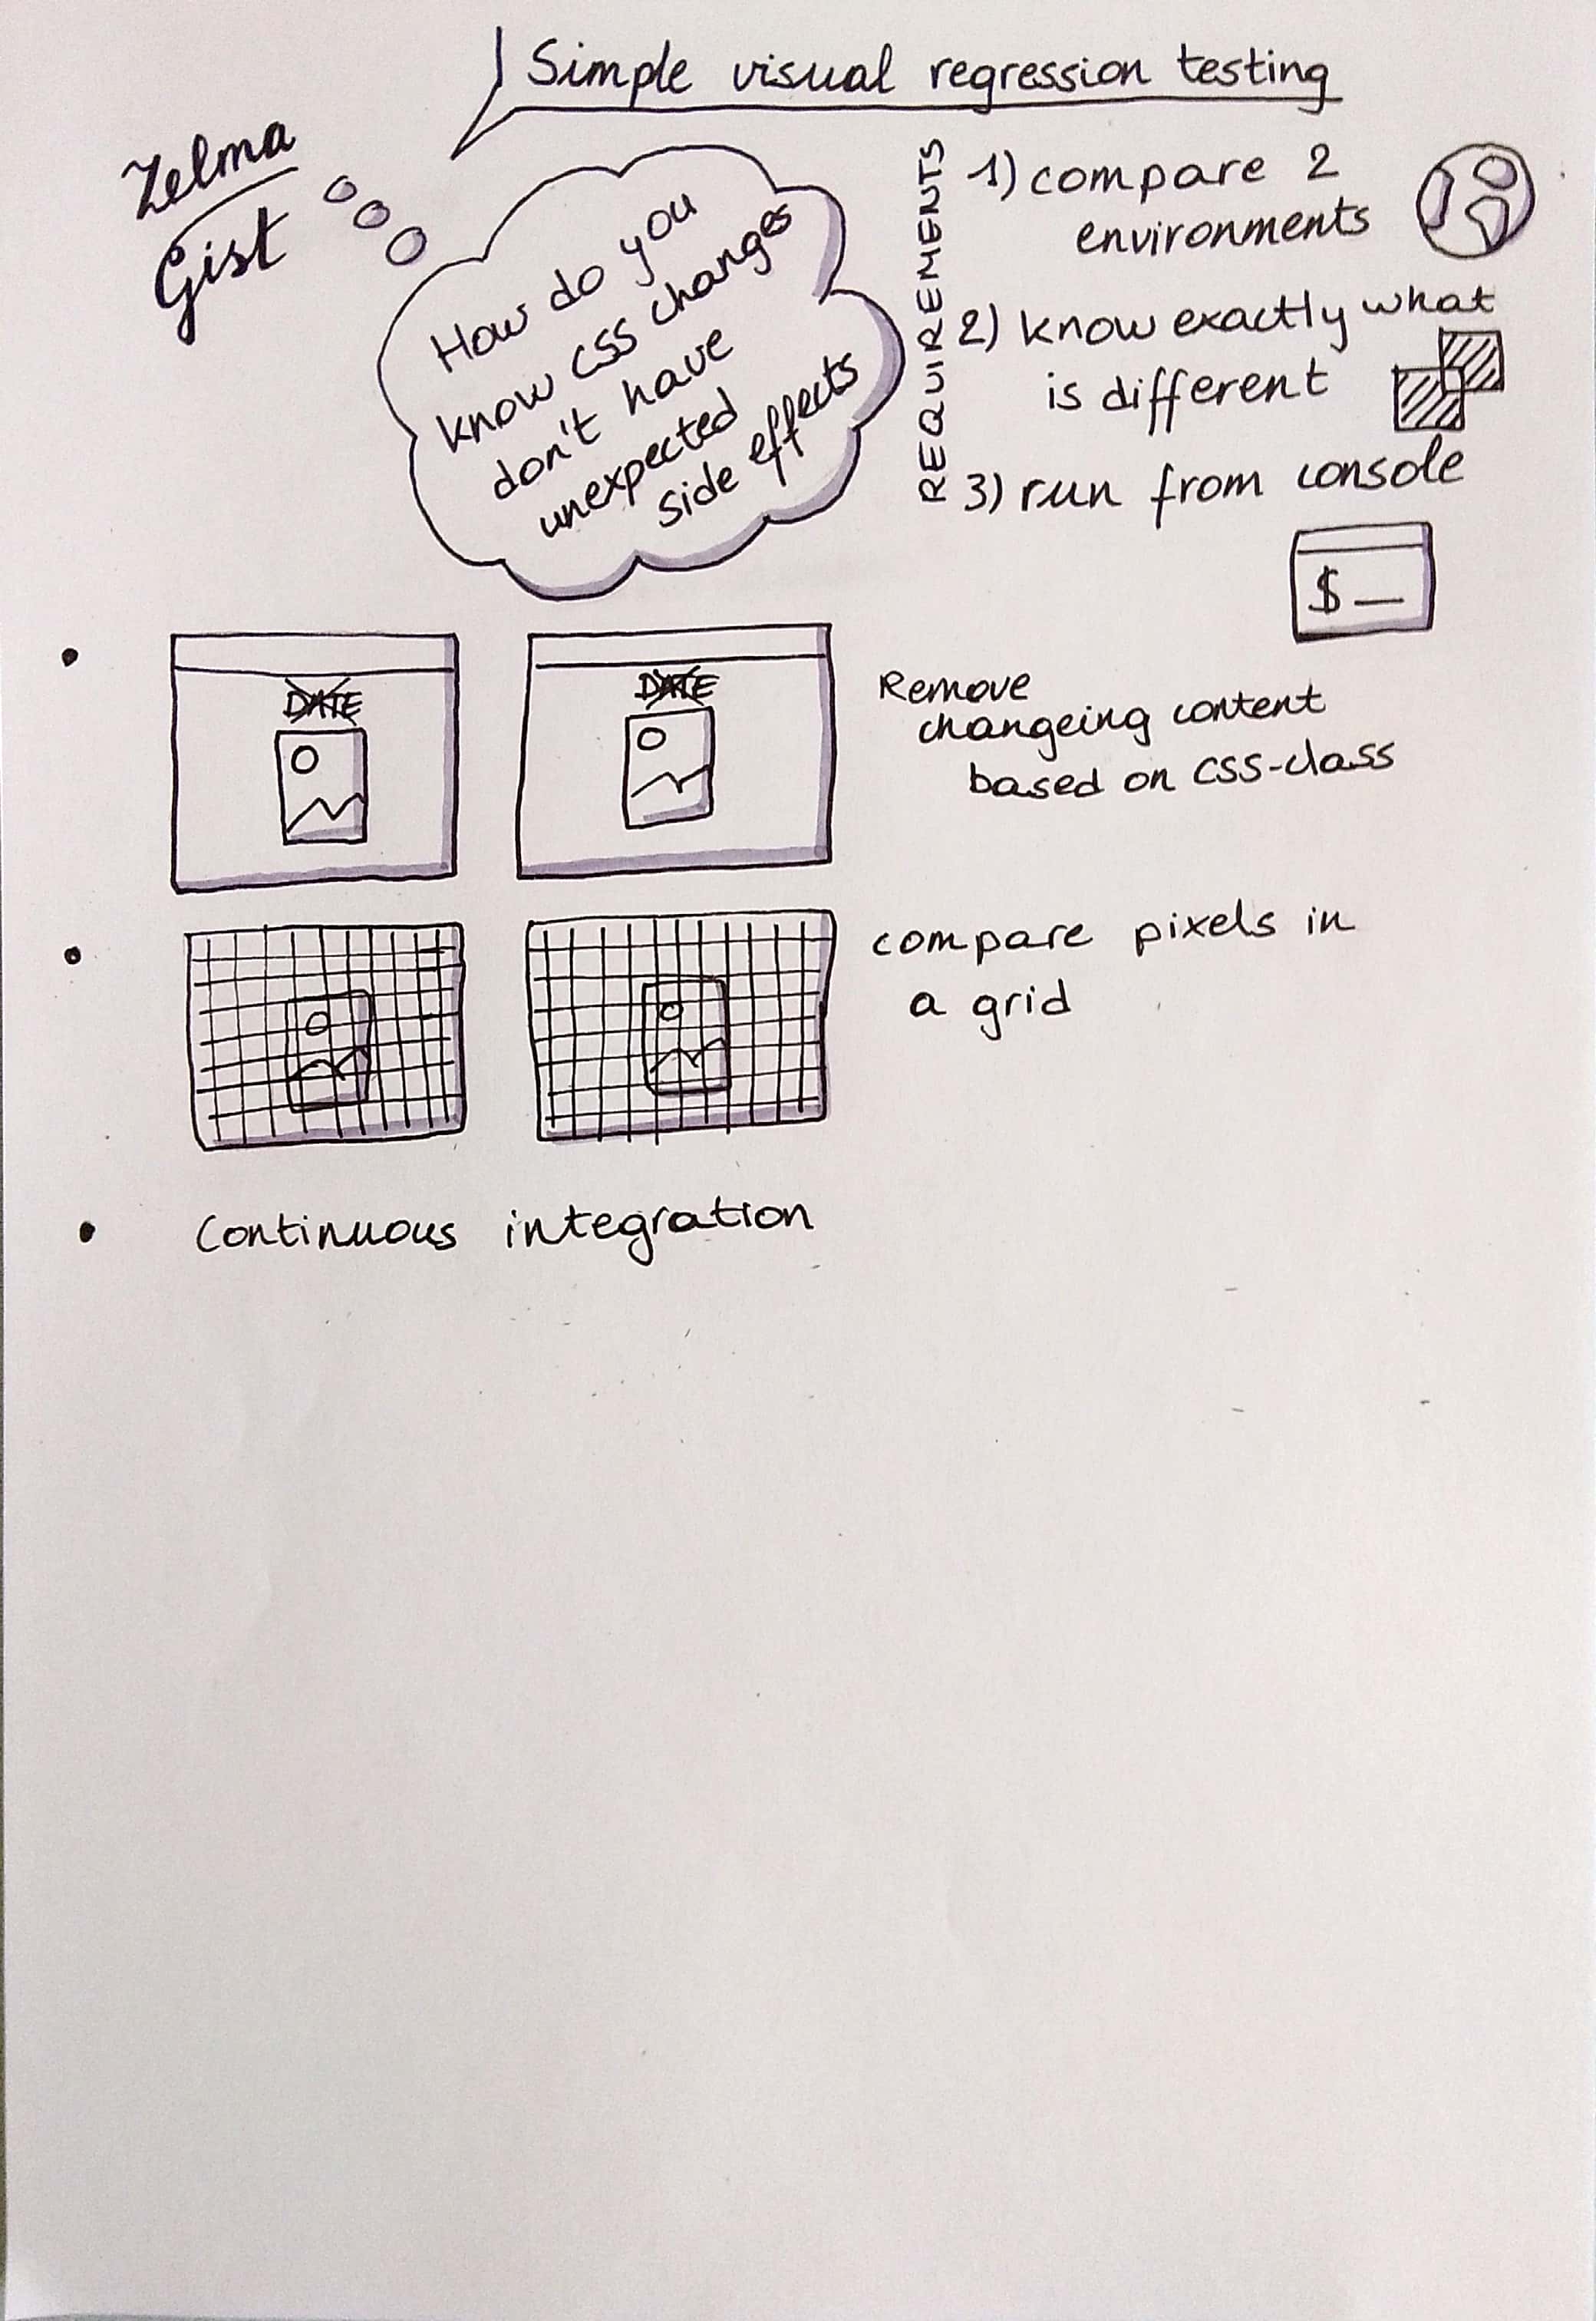 Simple visual regression testing
Zelma
Gist
How do you
know css changes
don't have
unexpected
side effects
REQUIREMENTS
1) compare 2
environments
2) know exactly what
is different
3) run from console
$ _
DATE
DATE
Remove
changeing content
based on css-class
compare pixels in
a grid
• Continuous integration